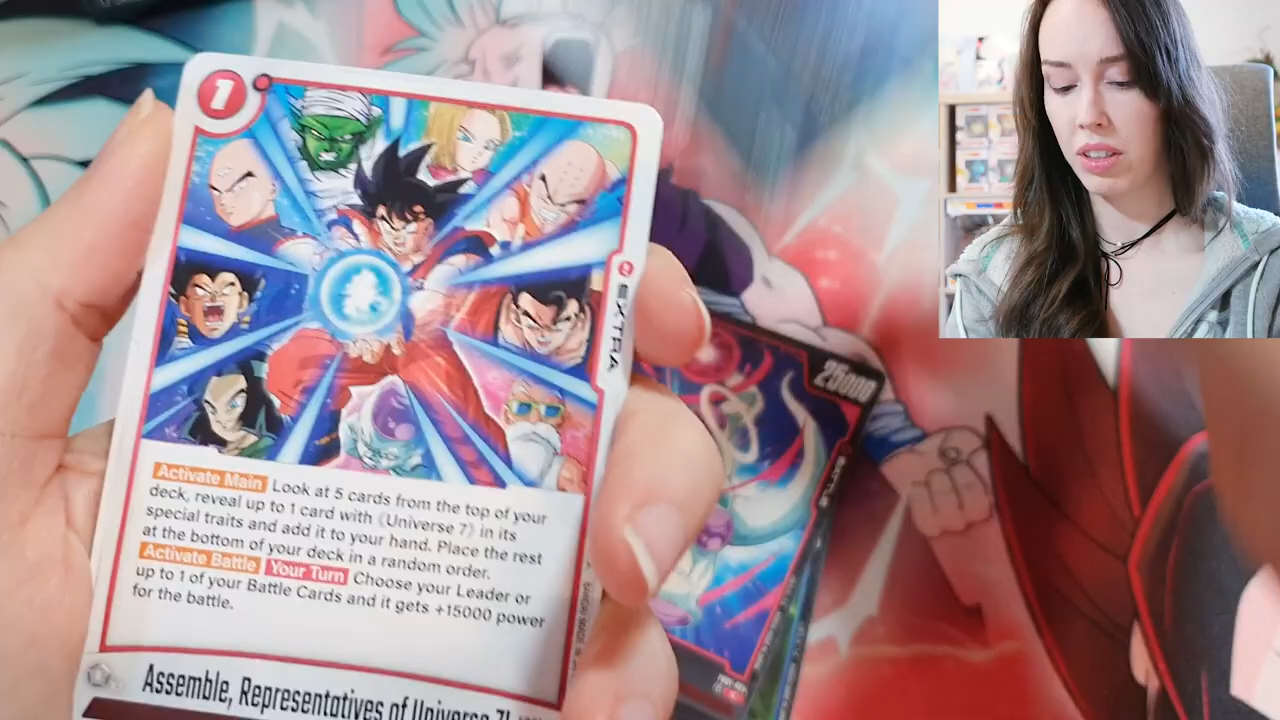 1
EXTRA
Activate Main Look at 5 cards from the top of your
deck, reveal up to 1 card with 《Universe 7》 in its
special traits and add it to your hand. Place the rest
at the bottom of your deck in a random order.
Activate Battle Your Turn Choose your Leader or
up to 1 of your Battle Cards and it gets +15000 power
for the battle.
Assemble, Representatives of Universe 7!
25000
BATTLE